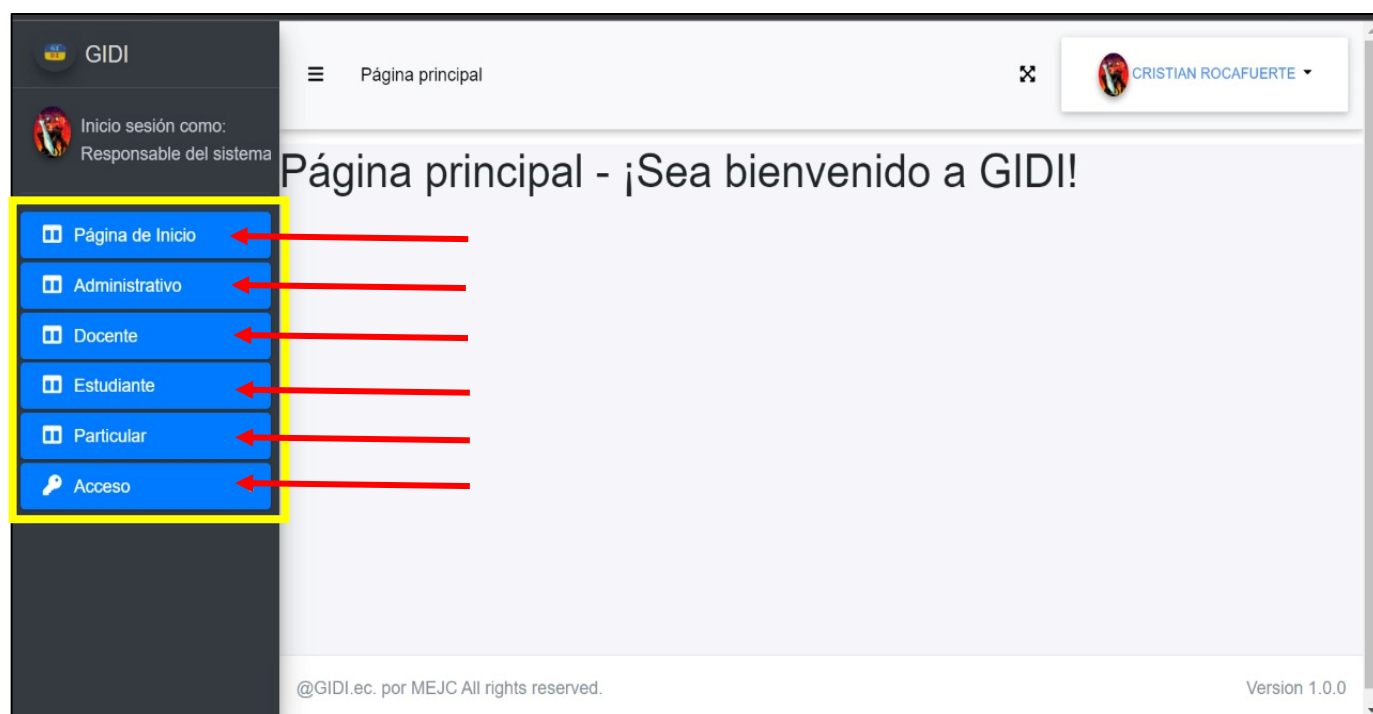 GIDI
Inicio sesión como:
Responsable del sistema
Página de Inicio
Administrativo
Docente
Estudiante
Particular
Acceso
Página principal
CRISTIAN ROCAFUERTE
Página principal - ¡Sea bienvenido a GIDI!
@GIDI.ec. por MEJC All rights reserved.
Version 1.0.0